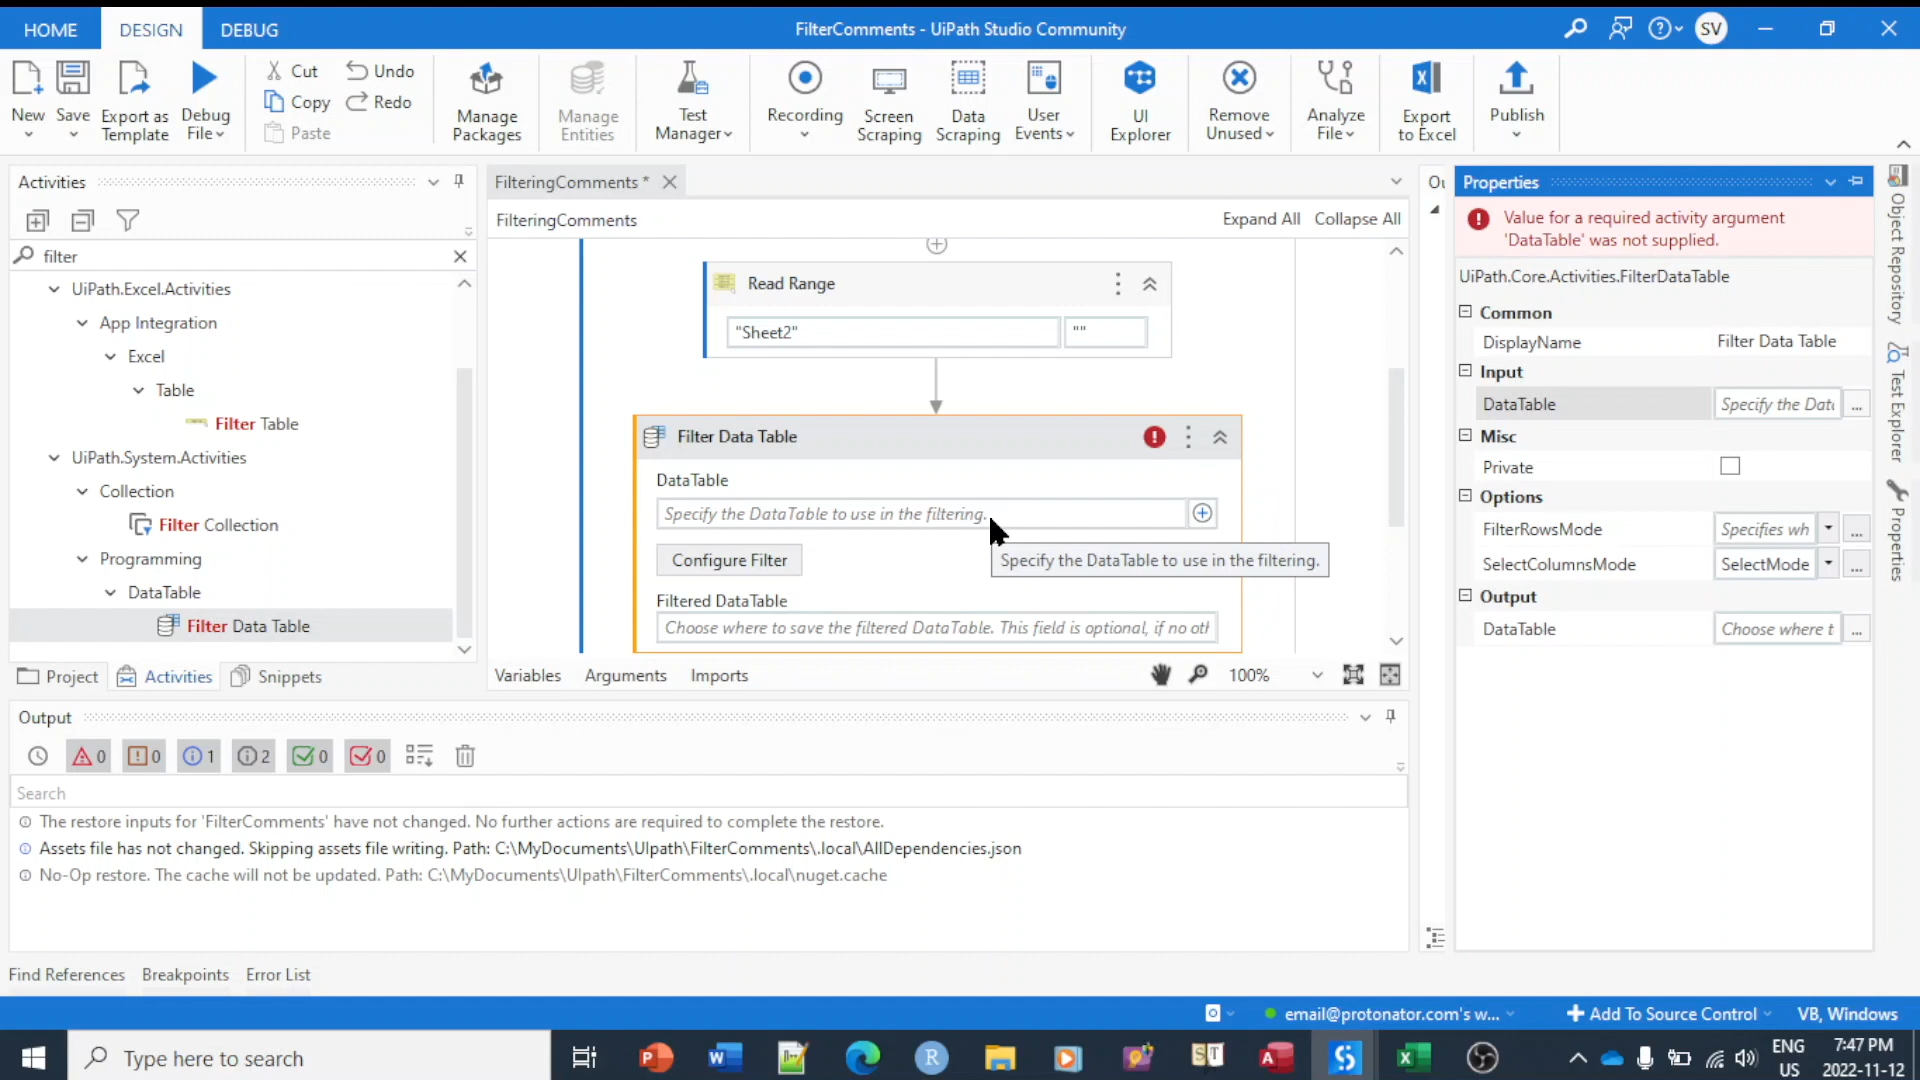 HOME
DESIGN
DEBUG
FilterComments - UiPath Studio Community
SV
New
Save
Export as
Template
Debug
File
Cut
Copy
Paste
Undo
Redo
Manage
Packages
Manage
Entities
Test
Manager
Recording
Screen
Scraping
Data
Scraping
User
Events
UI
Explorer
Remove
Unused
Analyze
File
Export
to Excel
Publish
Activities
filter
UiPath.Excel.Activities
App Integration
Excel
Table
Filter Table
UiPath.System.Activities
Collection
Filter Collection
Programming
DataTable
Filter Data Table
Project
Activities
Snippets
FilteringComments *
FilteringComments
Expand All
Collapse All
Read Range
"Sheet2"
""
Filter Data Table
DataTable
Specify the DataTable to use in the filtering.
Configure Filter
Specify the DataTable to use in the filtering.
Filtered DataTable
Choose where to save the filtered DataTable. This field is optional, if no oth
Variables
Arguments
Imports
100%
Properties
Value for a required activity argument
'DataTable' was not supplied.
UiPath.Core.Activities.FilterDataTable
Common
DisplayName
Filter Data Table
Input
DataTable
Specify the Data
...
Misc
Private
Options
FilterRowsMode
Specifies wh
...
SelectColumnsMode
SelectMode
...
Output
DataTable
Choose where t
...
Object Repository
Test Explorer
Properties
Output
0
0
1
2
0
0
Search
The restore inputs for 'FilterComments' have not changed. No further actions are required to complete the restore.
Assets file has not changed. Skipping assets file writing. Path: C:\MyDocuments\UIpath\FilterComments\.local\AllDependencies.json
No-Op restore. The cache will not be updated. Path: C:\MyDocuments\UIpath\FilterComments\.local\nuget.cache
Find References
Breakpoints
Error List
email@protonator.com's w...
Add To Source Control
VB, Windows
Type here to search
ENG
US
7:47 PM
2022-11-12